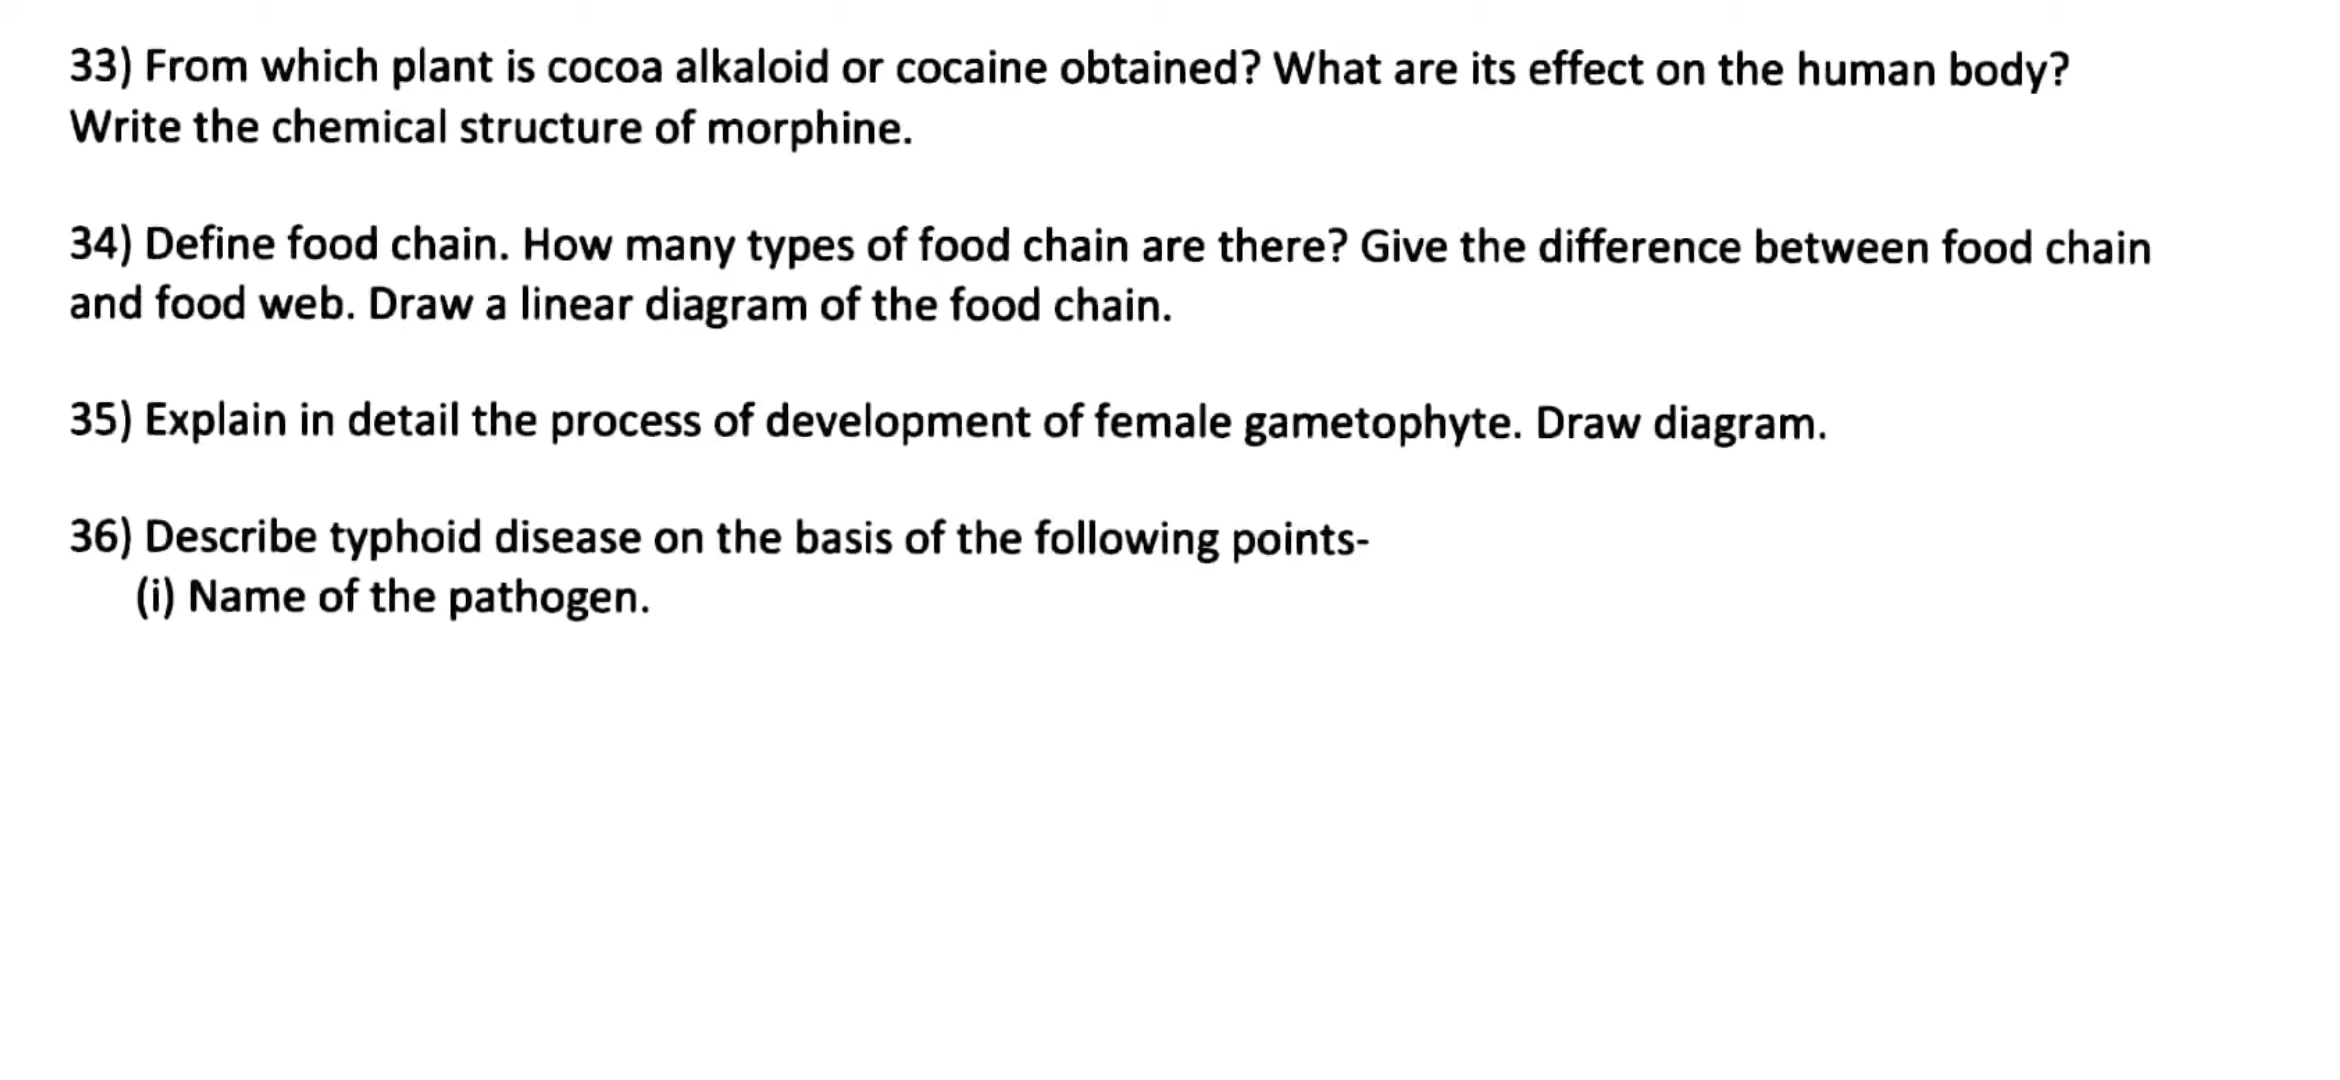 33) From which plant is cocoa alkaloid or cocaine obtained? What are its effect on the human body?
Write the chemical structure of morphine.
34) Define food chain. How many types of food chain are there? Give the difference between food chain
and food web. Draw a linear diagram of the food chain.
35) Explain in detail the process of development of female gametophyte. Draw diagram.
36) Describe typhoid disease on the basis of the following points-
(i) Name of the pathogen.